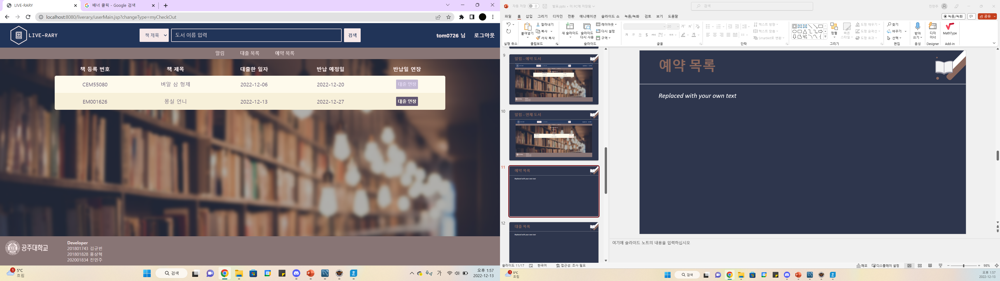 LIVE-RARY
배너 클릭 - Google 검색
localhost:8080/liverary/userMain.jsp?changeType=myCheckOut
LIVE-RARY
책 제목
도서 이름 입력
검색
tom0726 님
로그아웃
알림
대출 목록
예약 목록
책 등록 번호 책 제목 대출한 일자 반납 예정일 반납일 연장
CEM55080 벼알 삼 형제 2022-12-06 2022-12-20 대출 연장
EM001626 몽실 언니 2022-12-13 2022-12-27 대출 연장
공주대학교
Developer
201801743 김규빈
201801828 홍상혁
202001834 진민주
1
5°C
흐림
검색
가
오후 1:57
2022-12-13
자동 저장
끔
발표.pptx • 이 PC에 저장됨
검색
진민주
파일 홈 삽입 그리기 디자인 전환 애니메이션 슬라이드 쇼 녹음/녹화 검토 보기 도움말
녹음/녹화
공유
실행 취소
붙여넣기
잘라내기
복사
서식 복사
클립보드
새 슬라이드
슬라이드
다시 사용
레이아웃
다시 설정
구역
슬라이드
20
글꼴
텍스트 방향
텍스트 맞춤
SmartArt로 변환
단락
정렬
빠른
스타일
도형 채우기
도형 윤곽선
도형 효과
그리기
찾기
바꾸기
선택
편집
받아
쓰기
음성
디자
이너
Designer
MathType
Add-in
9
알림 – 예약 도서
10
알림 – 연체 도서
11
예약 목록
Replaced with your own text
12
대출 목록
Replaced with your own text
예약 목록
Replaced with your own text
여기에 슬라이드 노트의 내용을 입력하십시오
슬라이드 11/17
한국어
접근성: 조사 필요
메모
디스플레이 설정
98%
1
5°C
흐림
검색
오후 1:57
2022-12-13